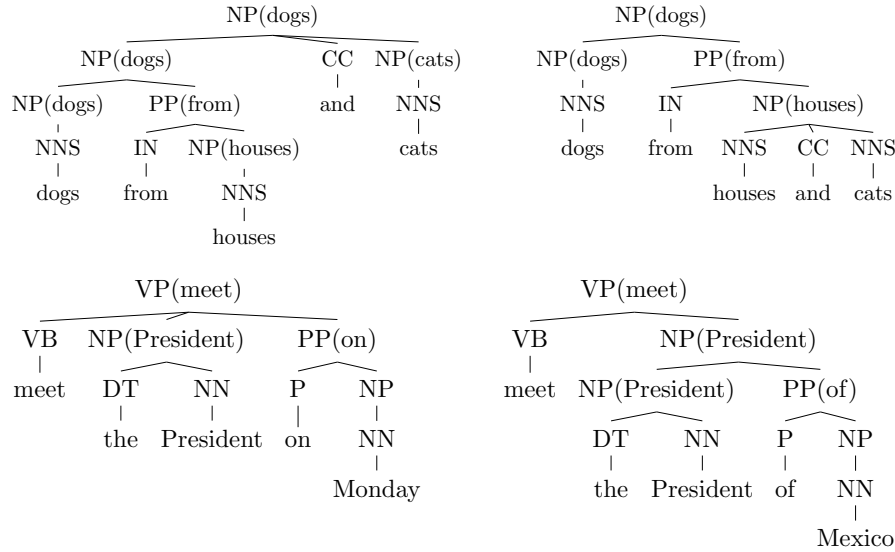 NP(dogs) NP(dogs)
NP(dogs) CC NP(cats) NP(dogs) PP(from)
NP(dogs) PP(from) and NNS NNS IN NP(houses)
NNS IN NP(houses) cats dogs from NNS CC NNS
dogs from NNS houses and cats
houses
VP(meet) VP(meet)
VB NP(President) PP(on) VB NP(President)
meet DT NN P NP meet NP(President) PP(of)
the President on NN DT NN P NP
Monday the President of NN
Mexico